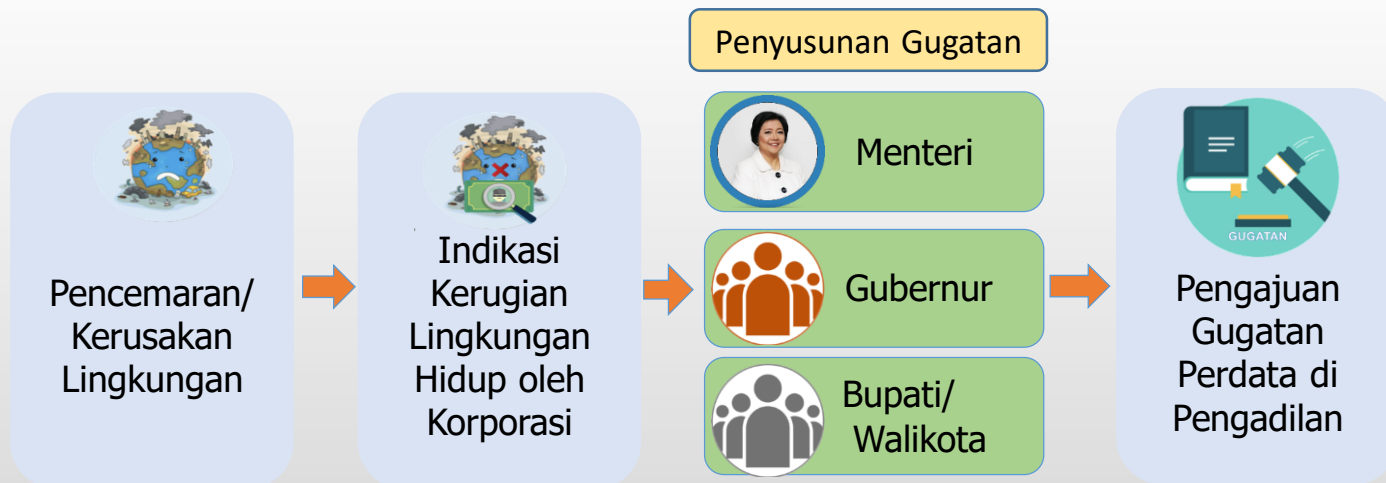 Penyusunan Gugatan
Pencemaran/
Kerusakan
Lingkungan
Indikasi
Kerugian
Lingkungan
Hidup oleh
Korporasi
Menteri
Gubernur
Bupati/
Walikota
GUGATAN
Pengajuan
Gugatan
Perdata di
Pengadilan